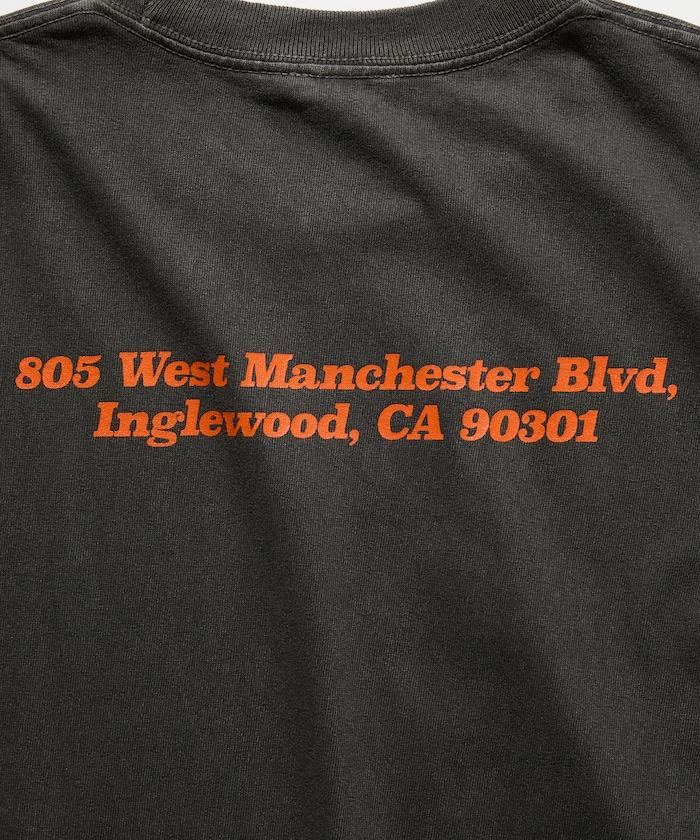 805 West Manchester Blvd,
Inglewood, CA 90301